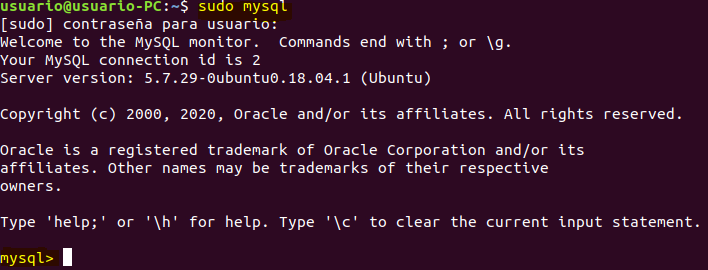 usuario@usuario-PC:~$ sudo mysql
[sudo] contraseña para usuario:
Welcome to the MySQL monitor.  Commands end with ; or \g.
Your MySQL connection id is 2
Server version: 5.7.29-0ubuntu0.18.04.1 (Ubuntu)
Copyright (c) 2000, 2020, Oracle and/or its affiliates. All rights reserved.
Oracle is a registered trademark of Oracle Corporation and/or its
affiliates. Other names may be trademarks of their respective
owners.
Type 'help;' or '\h' for help. Type '\c' to clear the current input statement.
mysql>